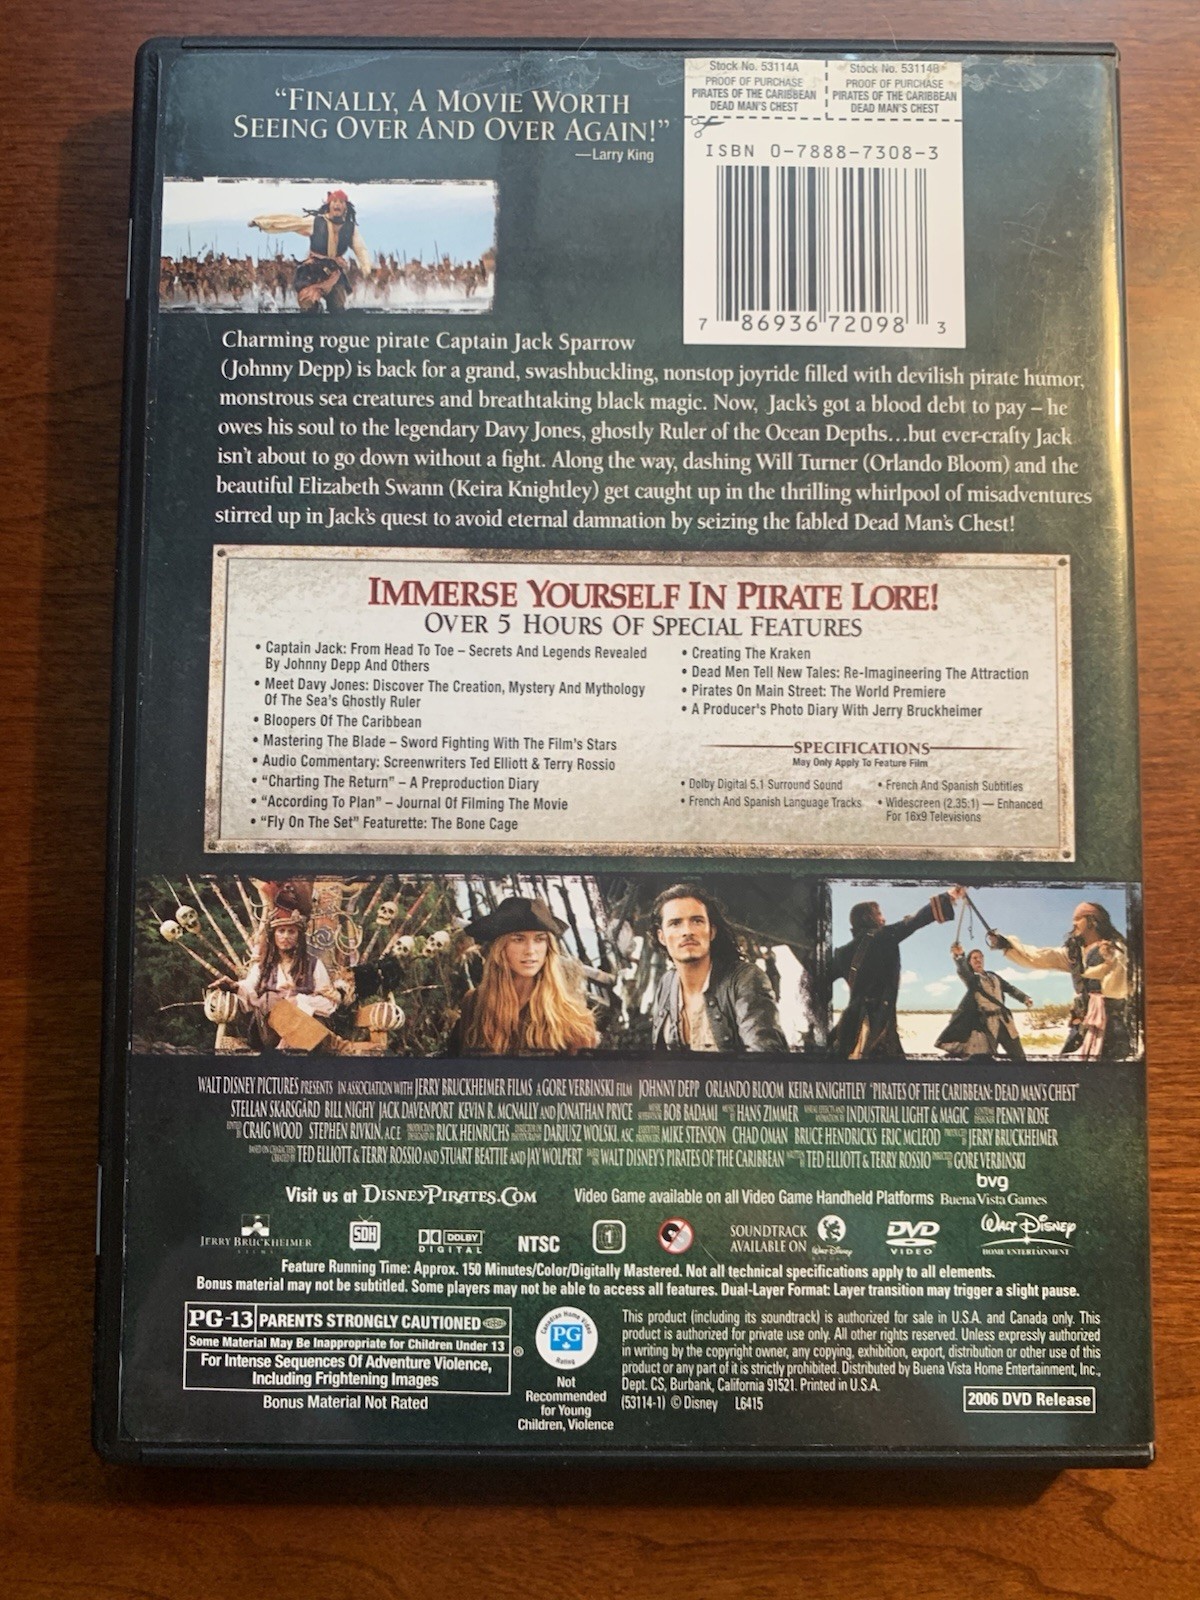 "FINALLY, A MOVIE WORTH
SEEING OVER AND OVER AGAIN!"
—Larry King
Stock No. 53114A
PROOF OF PURCHASE
PIRATES OF THE CARIBBEAN
DEAD MAN'S CHEST
Stock No. 53114B
PROOF OF PURCHASE
PIRATES OF THE CARIBBEAN
DEAD MAN'S CHEST
ISBN 0-7888-7308-3
7 86936 72098 3
Charming rogue pirate Captain Jack Sparrow
(Johnny Depp) is back for a grand, swashbuckling, nonstop joyride filled with devilish pirate humor,
monstrous sea creatures and breathtaking black magic. Now, Jack's got a blood debt to pay – he
owes his soul to the legendary Davy Jones, ghostly Ruler of the Ocean Depths...but ever-crafty Jack
isn't about to go down without a fight. Along the way, dashing Will Turner (Orlando Bloom) and the
beautiful Elizabeth Swann (Keira Knightley) get caught up in the thrilling whirlpool of misadventures
stirred up in Jack's quest to avoid eternal damnation by seizing the fabled Dead Man's Chest!
IMMERSE YOURSELF IN PIRATE LORE!
OVER 5 HOURS OF SPECIAL FEATURES
• Captain Jack: From Head To Toe – Secrets And Legends Revealed
By Johnny Depp And Others
• Meet Davy Jones: Discover The Creation, Mystery And Mythology
Of The Sea's Ghostly Ruler
• Bloopers Of The Caribbean
• Mastering The Blade – Sword Fighting With The Film's Stars
• Audio Commentary: Screenwriters Ted Elliott & Terry Rossio
• "Charting The Return" – A Preproduction Diary
• "According To Plan" – Journal Of Filming The Movie
• "Fly On The Set" Featurette: The Bone Cage
• Creating The Kraken
• Dead Men Tell New Tales: Re-Imagineering The Attraction
• Pirates On Main Street: The World Premiere
• A Producer's Photo Diary With Jerry Bruckheimer
SPECIFICATIONS
May Only Apply To Feature Film
• Dolby Digital 5.1 Surround Sound
• French And Spanish Language Tracks
• French And Spanish Subtitles
• Widescreen (2.35:1) — Enhanced
For 16x9 Televisions
WALT DISNEY PICTURES PRESENTS IN ASSOCIATION WITH JERRY BRUCKHEIMER FILMS A GORE VERBINSKI FILM JOHNNY DEPP ORLANDO BLOOM KEIRA KNIGHTLEY "PIRATES OF THE CARIBBEAN: DEAD MAN'S CHEST"
STELLAN SKARSGÅRD BILL NIGHY JACK DAVENPORT KEVIN R. MCNALLY AND JONATHAN PRYCE BOB BADAMI HANS ZIMMER INDUSTRIAL LIGHT & MAGIC PENNY ROSE
CRAIG WOOD STEPHEN RIVKIN, A.C.E. RICK HEINRICHS DARIUSZ WOLSKI, ASC MIKE STENSON CHAD OMAN BRUCE HENDRICKS ERIC MCLEOD JERRY BRUCKHEIMER
TED ELLIOTT & TERRY ROSSIO AND STUART BEATTIE AND JAY WOLPERT WALT DISNEY'S PIRATES OF THE CARIBBEAN TED ELLIOTT & TERRY ROSSIO GORE VERBINSKI
Visit us at DISNEYPIRATES.COM
Video Game available on all Video Game Handheld Platforms
bvg
BUENA VISTA GAMES
JERRY BRUCKHEIMER
FILMS
SDH
DOLBY
DIGITAL
NTSC
1
SOUNDTRACK
AVAILABLE ON
Walt Disney
DVD
VIDEO
Walt Disney
HOME ENTERTAINMENT
Feature Running Time: Approx. 150 Minutes/Color/Digitally Mastered. Not all technical specifications apply to all elements.
Bonus material may not be subtitled. Some players may not be able to access all features. Dual-Layer Format: Layer transition may trigger a slight pause.
PG-13 PARENTS STRONGLY CAUTIONED
Some Material May Be Inappropriate for Children Under 13
For Intense Sequences Of Adventure Violence,
Including Frightening Images
®
Bonus Material Not Rated
Canadian Home Video
PG
Rating
Not
Recommended
for Young
Children, Violence
This product (including its soundtrack) is authorized for sale in U.S.A. and Canada only. This
product is authorized for private use only. All other rights reserved. Unless expressly authorized
in writing by the copyright owner, any copying, exhibition, export, distribution or other use of this
product or any part of it is strictly prohibited. Distributed by Buena Vista Home Entertainment, Inc.,
Dept. CS, Burbank, California 91521. Printed in U.S.A.
(53114-1) © Disney L6415
2006 DVD Release